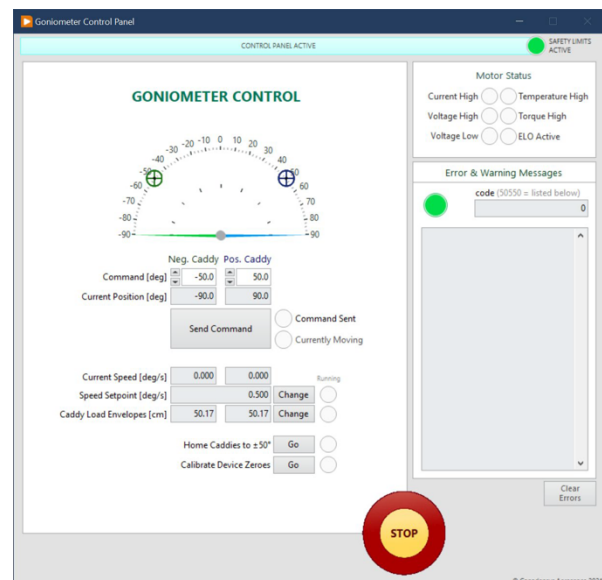 Goniometer Control Panel
CONTROL PANEL ACTIVE
SAFETY LIMITS
ACTIVE
GONIOMETER CONTROL
-90 -80 -70 -60 -50 -40 -30 -20 -10 0 10 20 30 40 60 70 80 90
Neg. Caddy Pos. Caddy
Command [deg] -50.0 50.0
Current Position [deg] -90.0 90.0
Send Command
Command Sent
Currently Moving
Current Speed [deg/s] 0.000 0.000 Running
Speed Setpoint [deg/s] 0.500 Change
Caddy Load Envelopes [cm] 50.17 50.17 Change
Home Caddies to ±50° Go
Calibrate Device Zeroes Go
STOP
Motor Status
Current High Temperature High
Voltage High Torque High
Voltage Low ELO Active
Error & Warning Messages
code (50550 = listed below)
0
Clear
Errors